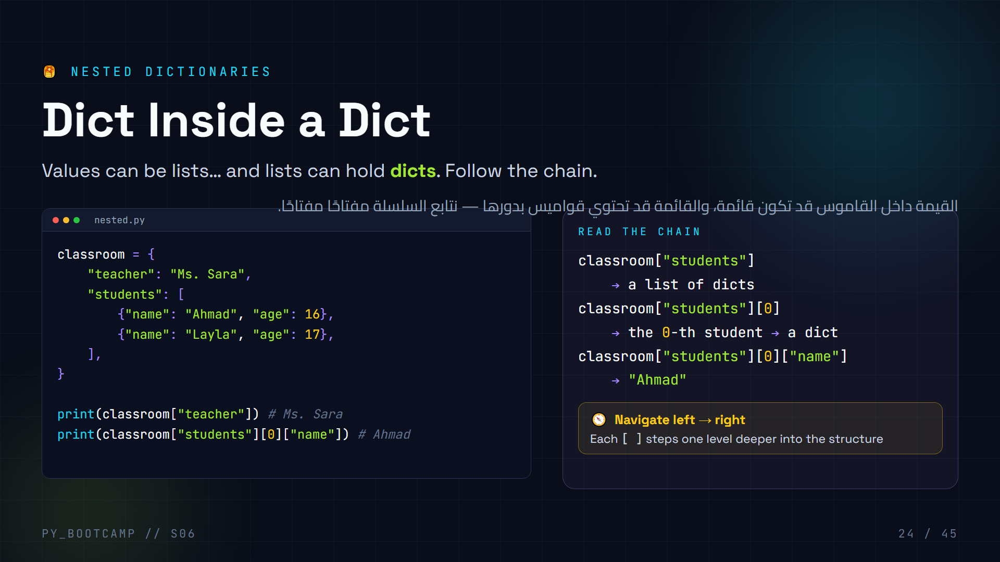 NESTED DICTIONARIES
Dict Inside a Dict
Values can be lists… and lists can hold dicts. Follow the chain.
القيمة داخل القاموس قد تكون قائمة، والقائمة قد تحتوي قواميس بدورها — نتابع السلسلة مفتاحًا مفتاحًا.
nested.py
classroom = {
    "teacher": "Ms. Sara",
    "students": [
        {"name": "Ahmad", "age": 16},
        {"name": "Layla", "age": 17},
    ],
}
print(classroom["teacher"]) # Ms. Sara
print(classroom["students"][0]["name"]) # Ahmad
READ THE CHAIN
classroom["students"]
    → a list of dicts
classroom["students"][0]
    → the 0-th student → a dict
classroom["students"][0]["name"]
    → "Ahmad"
🧭 Navigate left → right
Each [ ] steps one level deeper into the structure
PY_BOOTCAMP // S06
24 / 45